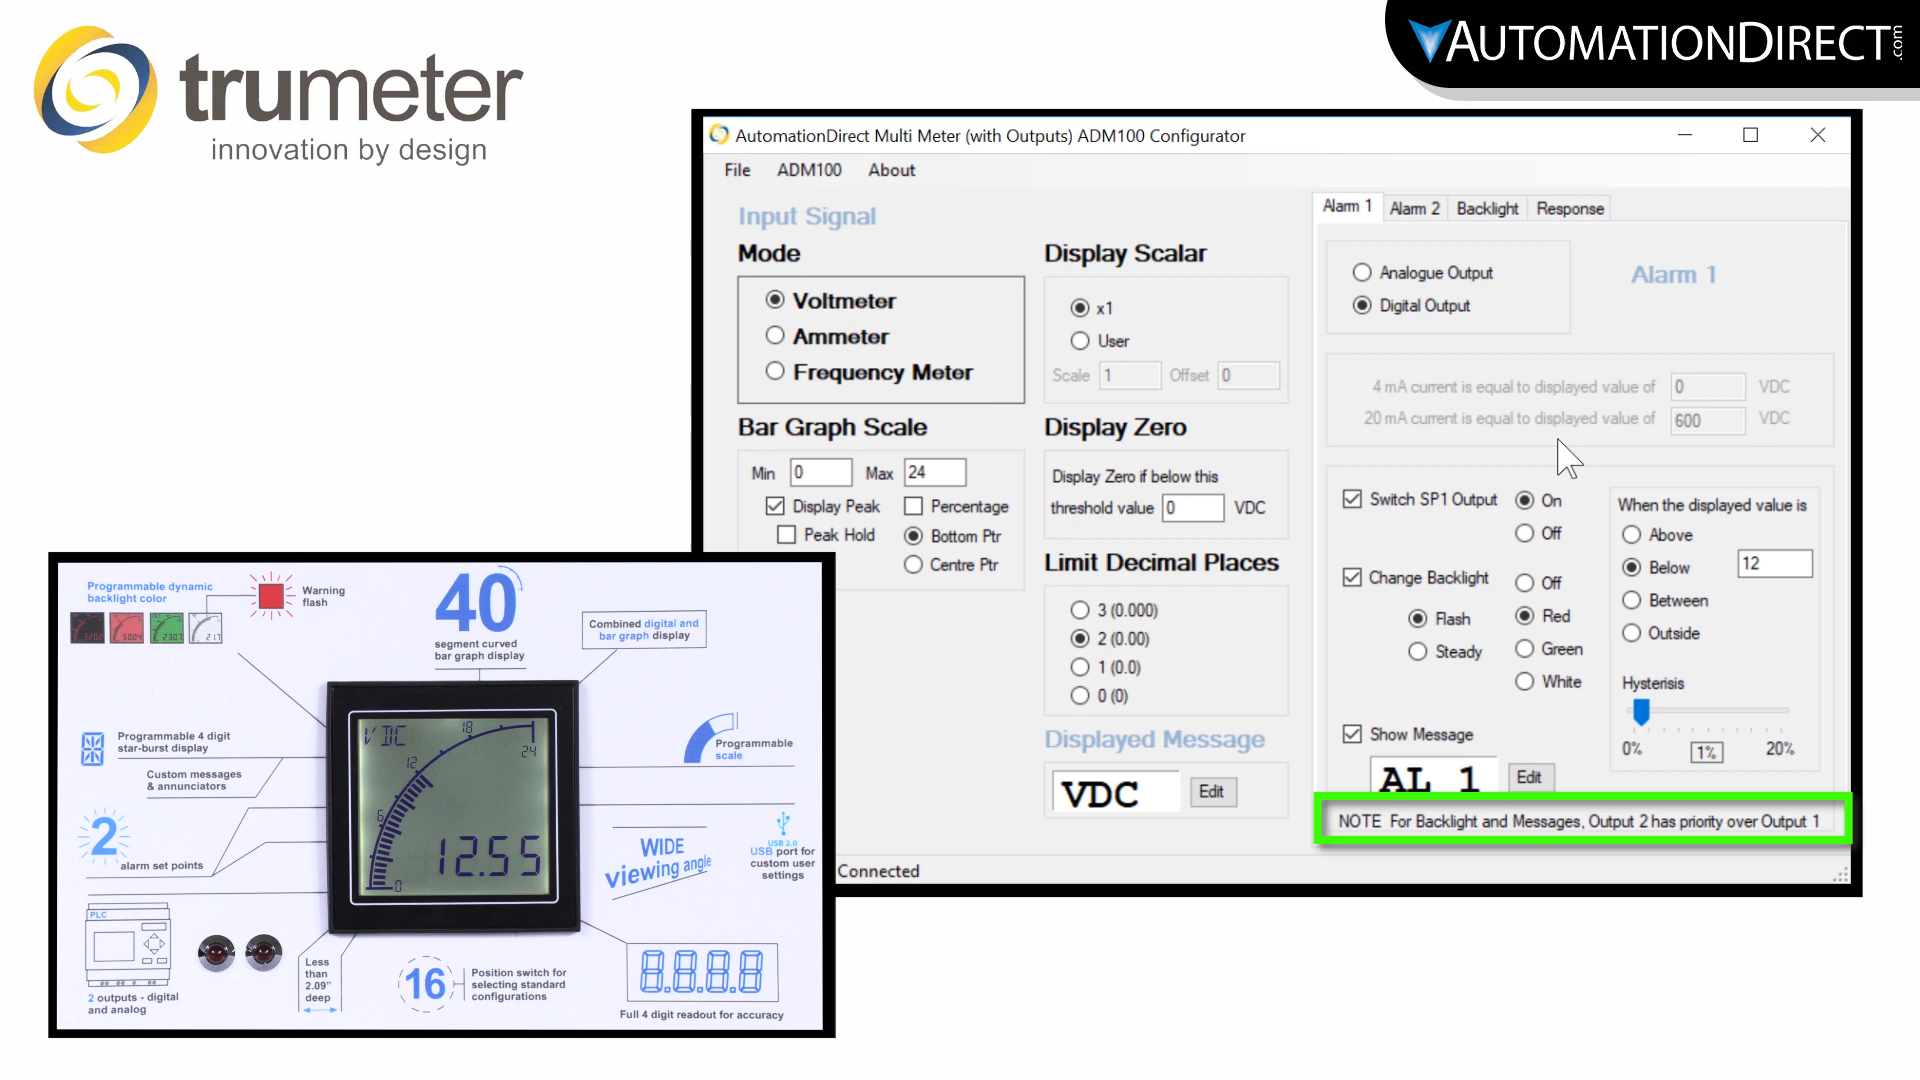 trumeter
innovation by design
AUTOMATIONDIRECT.com
AutomationDirect Multi Meter (with Outputs) ADM100 Configurator
File ADM100 About
Input Signal
Mode
Voltmeter
Ammeter
Frequency Meter
Bar Graph Scale
Min 0 Max 24
Display Peak Percentage
Peak Hold Bottom Ptr
Centre Ptr
Display Scalar
x1
User
Scale 1 Offset 0
Display Zero
Display Zero if below this
threshold value 0 VDC
Limit Decimal Places
3 (0.000)
2 (0.00)
1 (0.0)
0 (0)
Displayed Message
VDC Edit
Alarm 1 Alarm 2 Backlight Response
Analogue Output
Digital Output
Alarm 1
4 mA current is equal to displayed value of 0 VDC
20 mA current is equal to displayed value of 600 VDC
Switch SP1 Output On
Off
Change Backlight Off
Flash Red
Steady Green
White
When the displayed value is
Above
Below 12
Between
Outside
Hysterisis
0% 1% 20%
Show Message
AL 1 Edit
NOTE For Backlight and Messages, Output 2 has priority over Output 1
Connected
Programmable dynamic
backlight color
Warning
flash
5004
230.1
21.7
40
segment curved
bar graph display
Combined digital and
bar graph display
Programmable 4 digit
star-burst display
Custom messages
& annunciators
2
alarm set points
VDC
0
6
12
18
24
12.55
Programmable
scale
WIDE
viewing angle
USB 2.0
USB port for
custom user
settings
PLC
2 outputs - digital
and analog
Less
than
2.09"
deep
16
Position switch for
selecting standard
configurations
8.8.8.8
Full 4 digit readout for accuracy